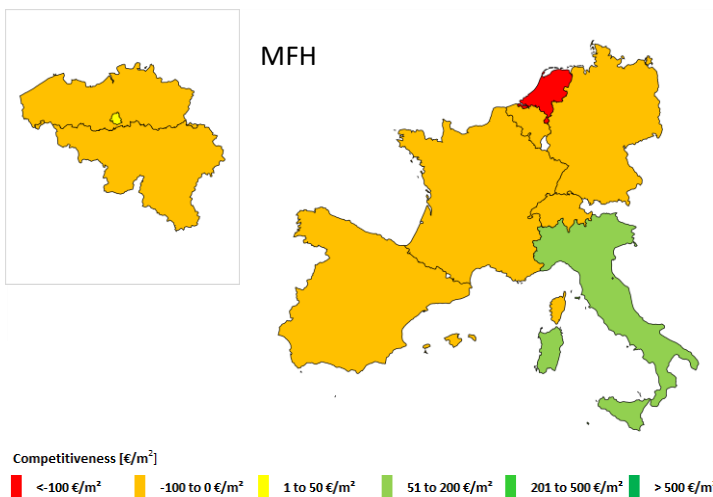 MFH
Competitiveness [€/m²]
<-100 €/m² -100 to 0 €/m² 1 to 50 €/m² 51 to 200 €/m² 201 to 500 €/m² > 500 €/m